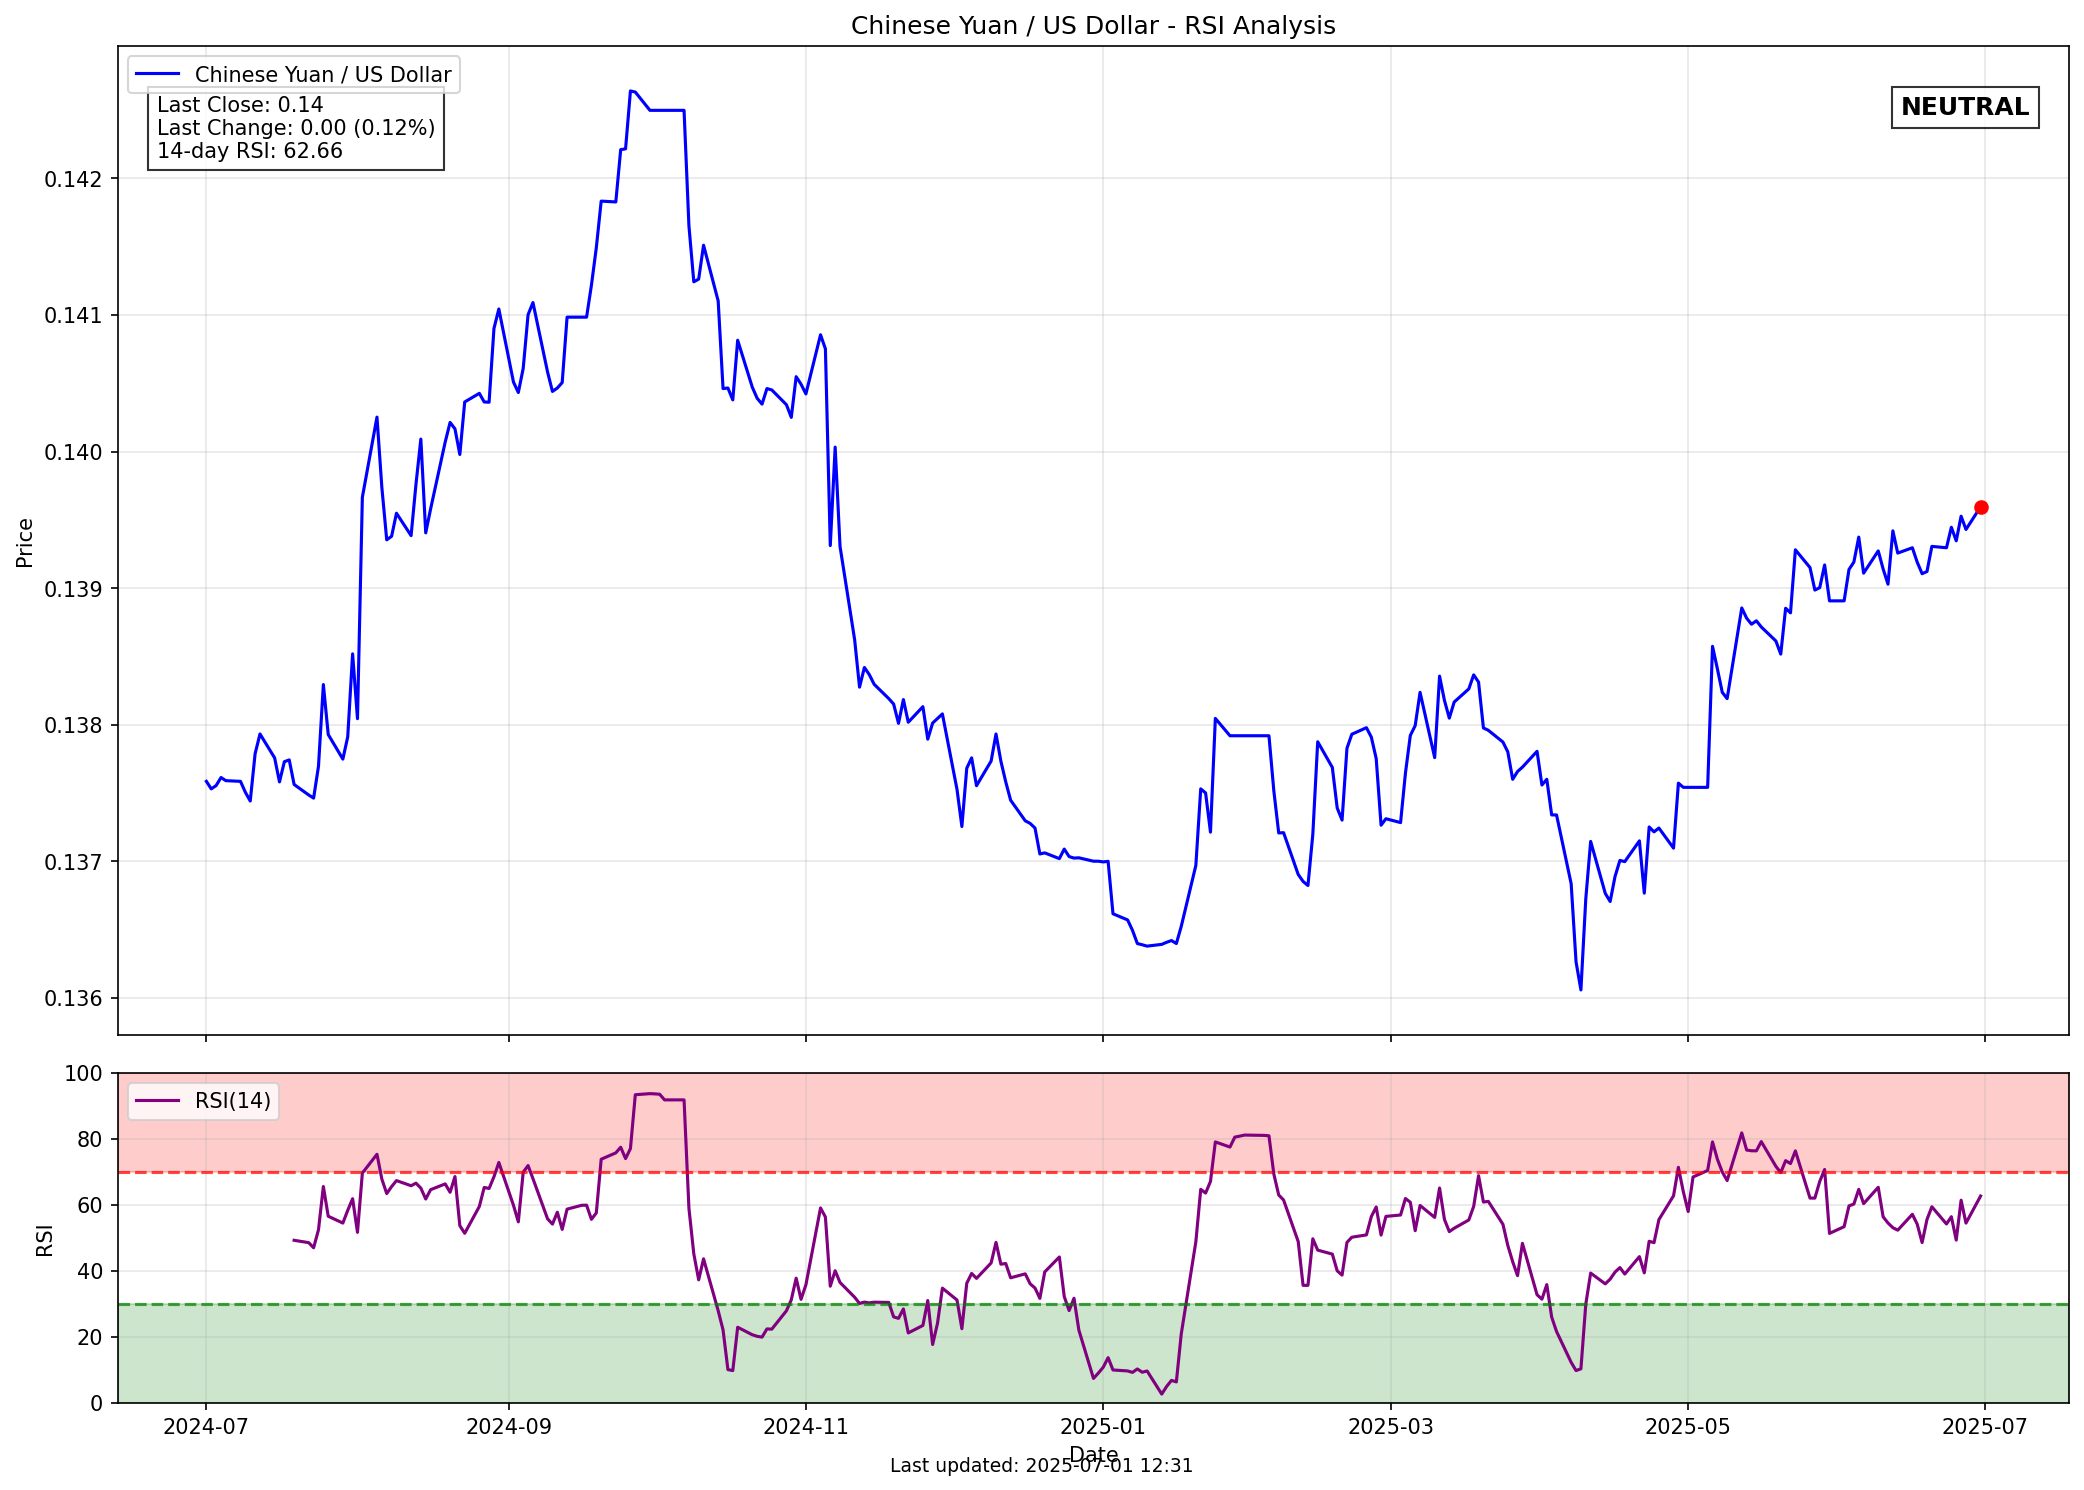 Chinese Yuan / US Dollar - RSI Analysis
Chinese Yuan / US Dollar
Last Close: 0.14
Last Change: 0.00 (0.12%)
14-day RSI: 62.66
NEUTRAL
0.142
0.141
0.140
0.139
0.138
0.137
0.136
Price
100
80
60
40
20
0
RSI
RSI(14)
2024-07
2024-09
2024-11
2025-01
2025-03
2025-05
2025-07
Date
Last updated: 2025-07-01 12:31